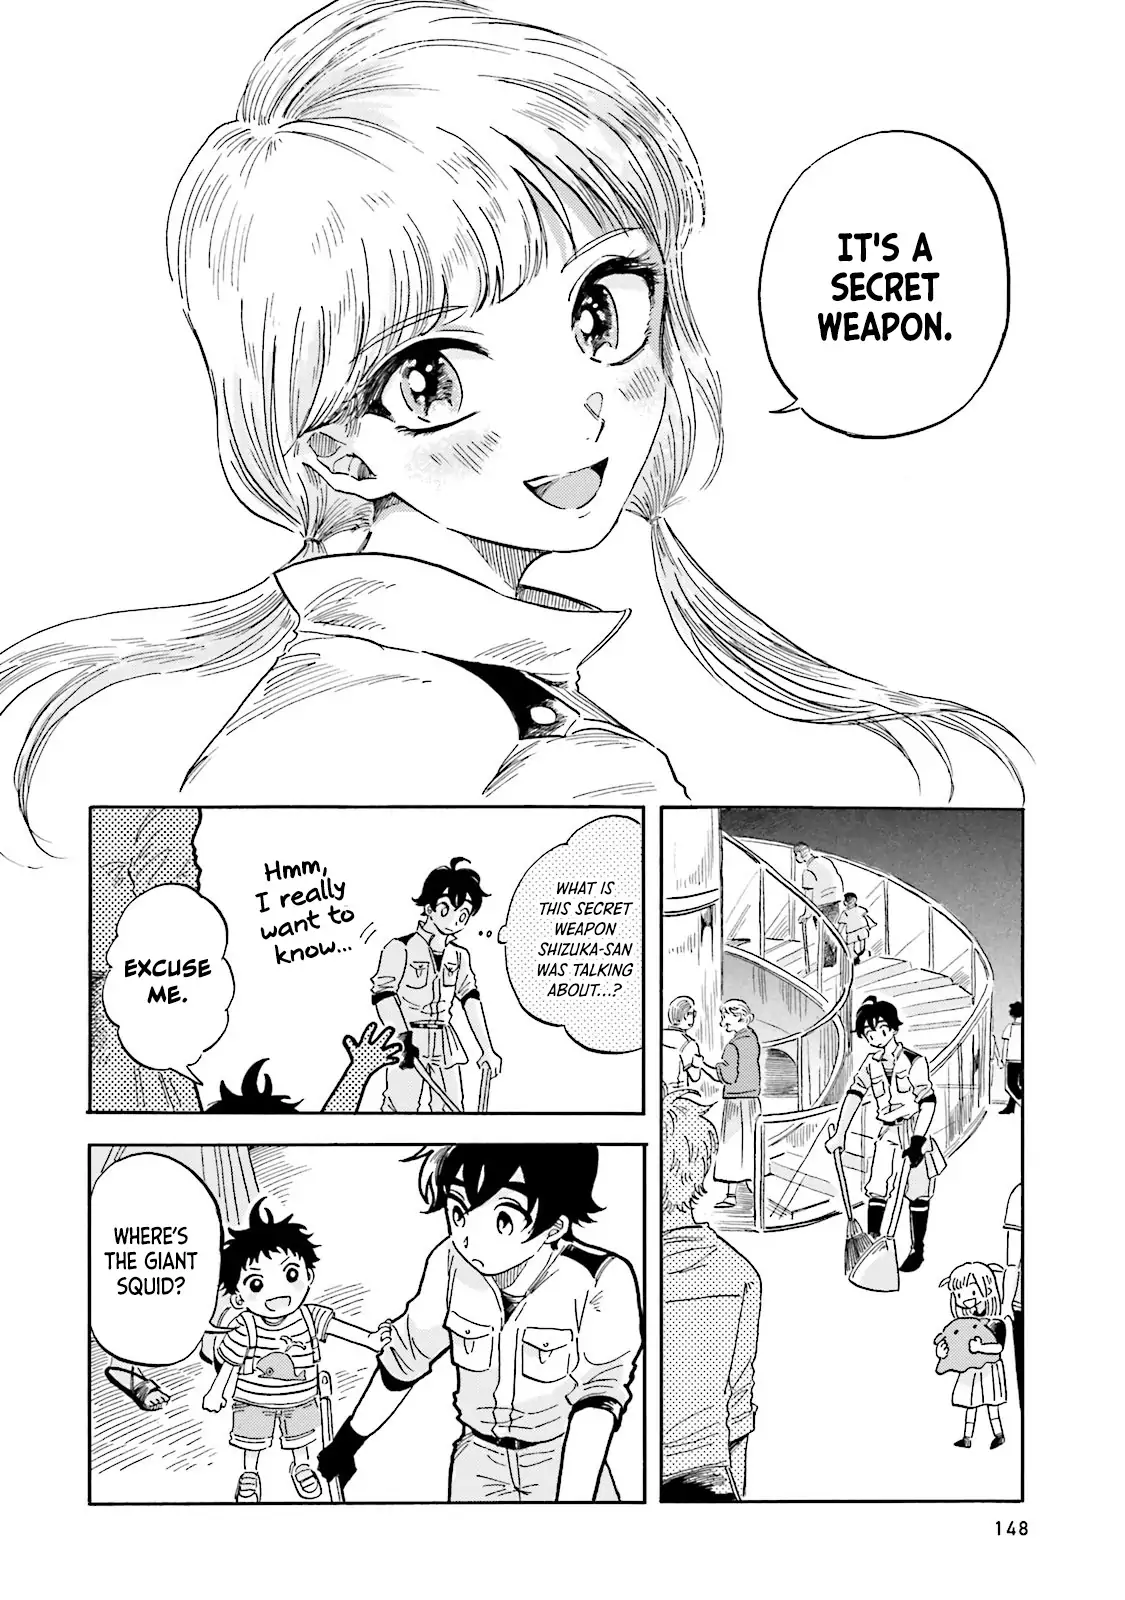 IT'S A
SECRET
WEAPON.
WHAT IS
THIS SECRET
WEAPON
SHIZUKA-SAN
WAS TALKING
ABOUT...?
Hmm,
I really
want to
know...
EXCUSE
ME.
WHERE'S
THE GIANT
SQUID?
148